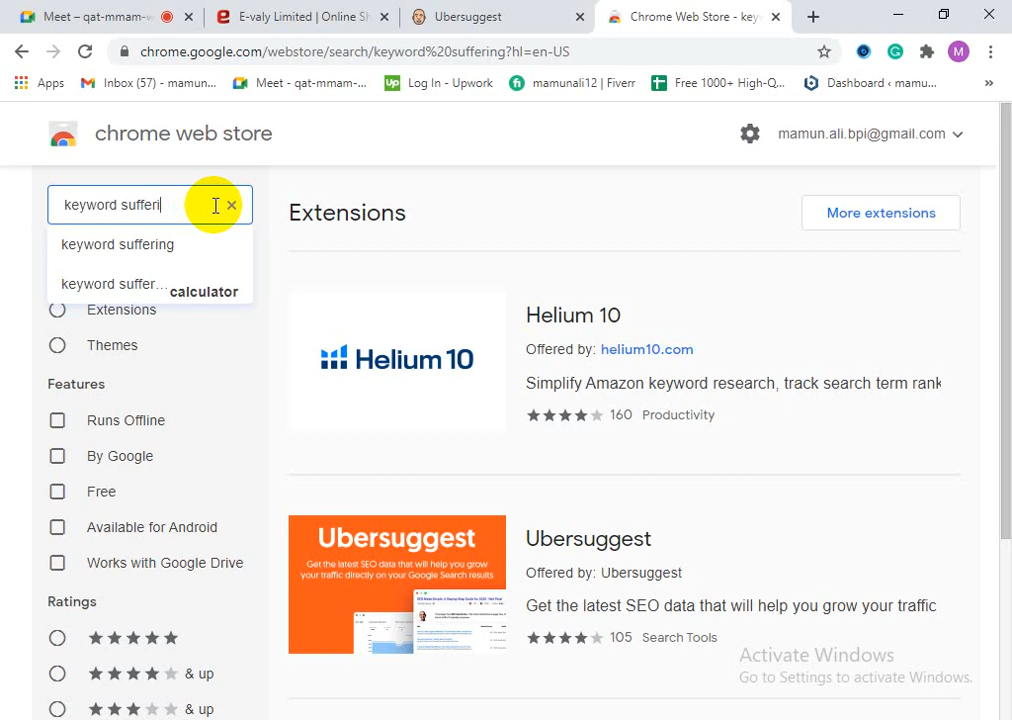 Meet – qat-mmam-w
E-valy Limited | Online Sh
Ubersuggest
Chrome Web Store - key
chrome.google.com/webstore/search/keyword%20suffering?hl=en-US
M
Apps
Inbox (57) - mamun...
Meet - qat-mmam-...
Up Log In - Upwork
fi mamunali12 | Fiverr
Free 1000+ High-Q...
Dashboard ‹ mamu...
»
chrome web store
mamun.ali.bpi@gmail.com
keyword sufferi
keyword suffering
keyword suffer... calculator
Extensions
Themes
Features
Runs Offline
By Google
Free
Available for Android
Works with Google Drive
Ratings
& up
& up
Extensions
More extensions
Helium 10
Helium 10
Offered by: helium10.com
Simplify Amazon keyword research, track search term rank
160 Productivity
Ubersuggest
Get the latest SEO data that will help you grow
your traffic directly on your Google Search results
Ubersuggest
Offered by: Ubersuggest
Get the latest SEO data that will help you grow your traffic
105 Search Tools
Activate Windows
Go to Settings to activate Windows.